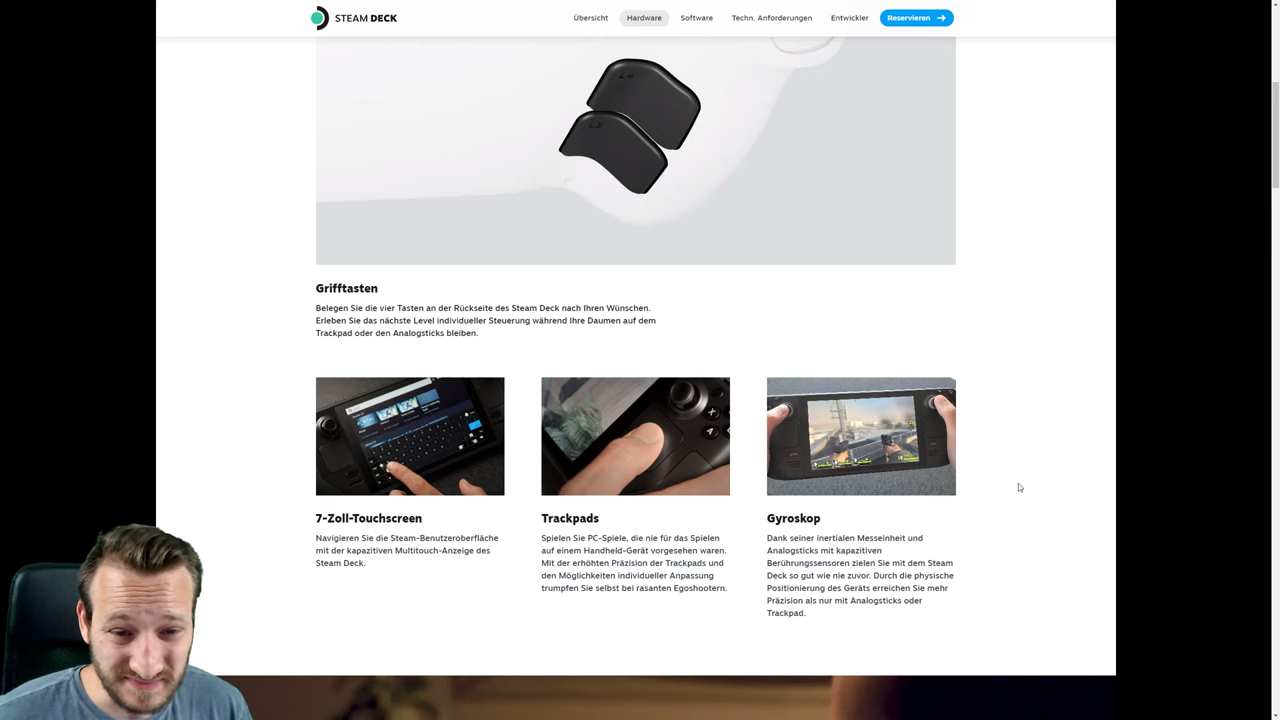 STEAM DECK
Übersicht
Hardware
Software
Techn. Anforderungen
Entwickler
Reservieren
L4
L5
Grifftasten
Belegen Sie die vier Tasten an der Rückseite des Steam Deck nach Ihren Wünschen.
Erleben Sie das nächste Level individueller Steuerung während Ihre Daumen auf dem
Trackpad oder den Analogsticks bleiben.
X
Y
A
7-Zoll-Touchscreen
Navigieren Sie die Steam-Benutzeroberfläche
mit der kapazitiven Multitouch-Anzeige des
Steam Deck.
Trackpads
Spielen Sie PC-Spiele, die nie für das Spielen
auf einem Handheld-Gerät vorgesehen waren.
Mit der erhöhten Präzision der Trackpads und
den Möglichkeiten individueller Anpassung
trumpfen Sie selbst bei rasanten Egoshootern.
Gyroskop
Dank seiner inertialen Messeinheit und
Analogsticks mit kapazitiven
Berührungssensoren zielen Sie mit dem Steam
Deck so gut wie nie zuvor. Durch die physische
Positionierung des Geräts erreichen Sie mehr
Präzision als nur mit Analogsticks oder
Trackpad.